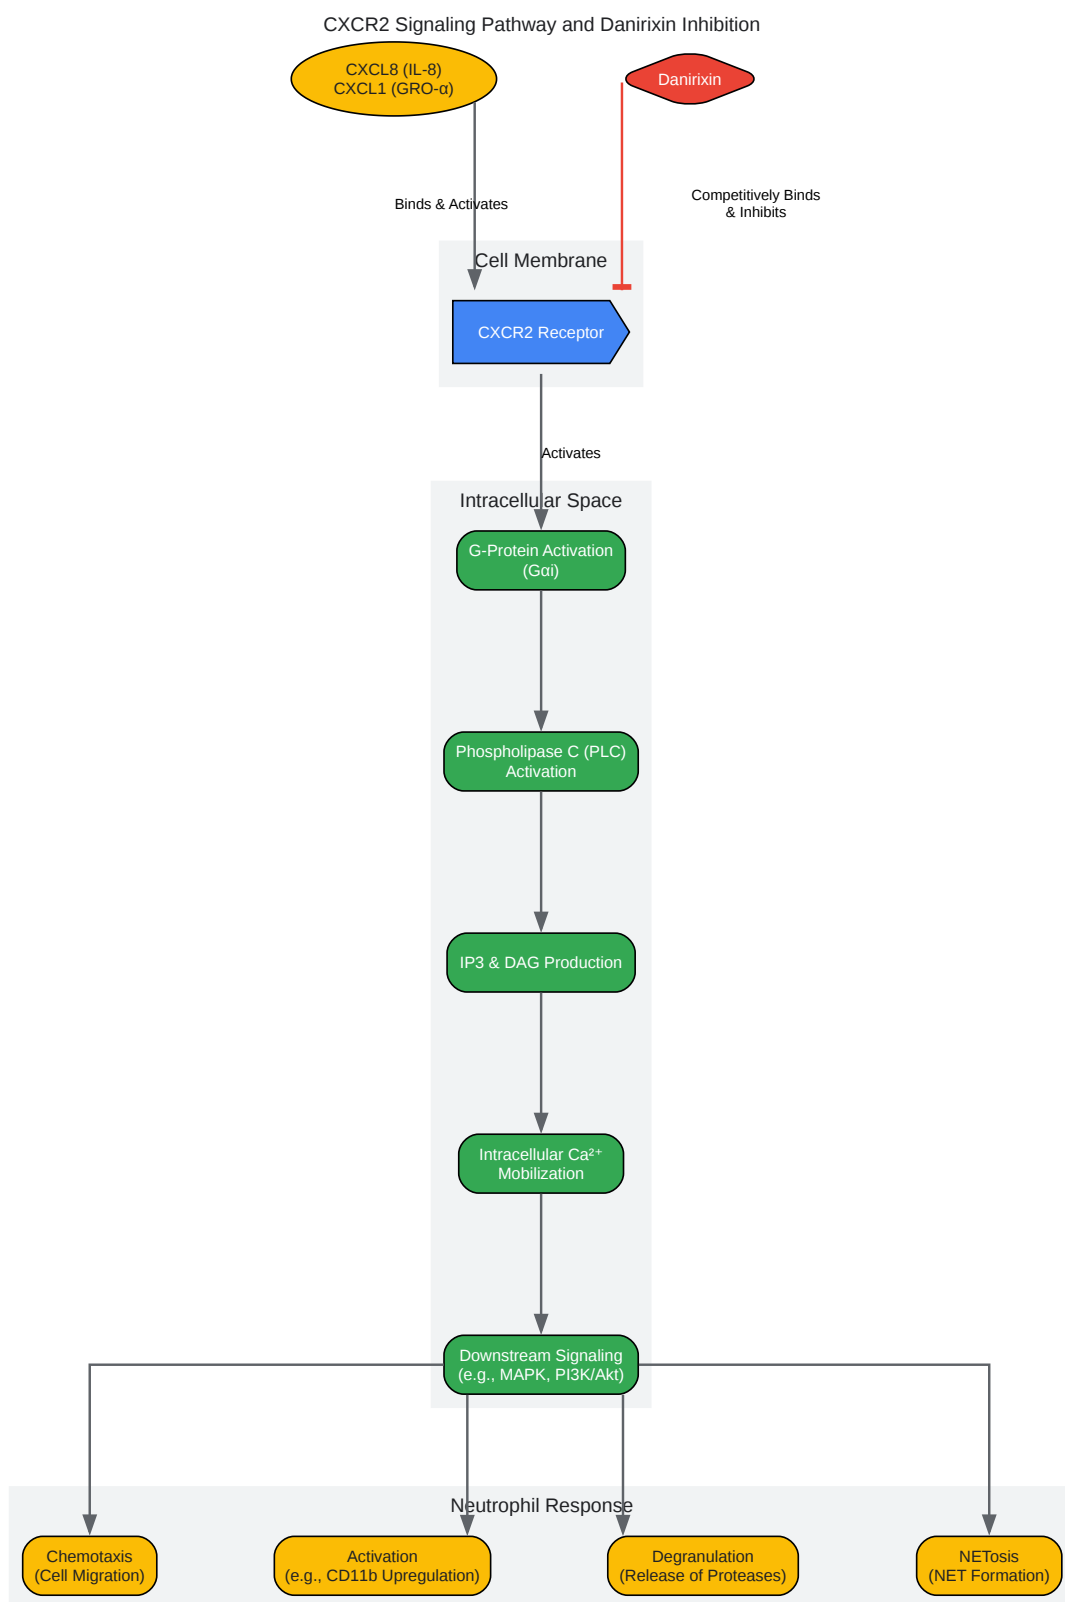 CXCR2 Signaling Pathway and Danirixin Inhibition
CXCL8 (IL-8)
CXCL1 (GRO-α)
Danirixin
Binds & Activates
Competitively Binds
& Inhibits
Cell Membrane
CXCR2 Receptor
Activates
Intracellular Space
G-Protein Activation
(Gαi)
Phospholipase C (PLC)
Activation
IP3 & DAG Production
Intracellular Ca²⁺
Mobilization
Downstream Signaling
(e.g., MAPK, PI3K/Akt)
Neutrophil Response
Chemotaxis
(Cell Migration)
Activation
(e.g., CD11b Upregulation)
Degranulation
(Release of Proteases)
NETosis
(NET Formation)